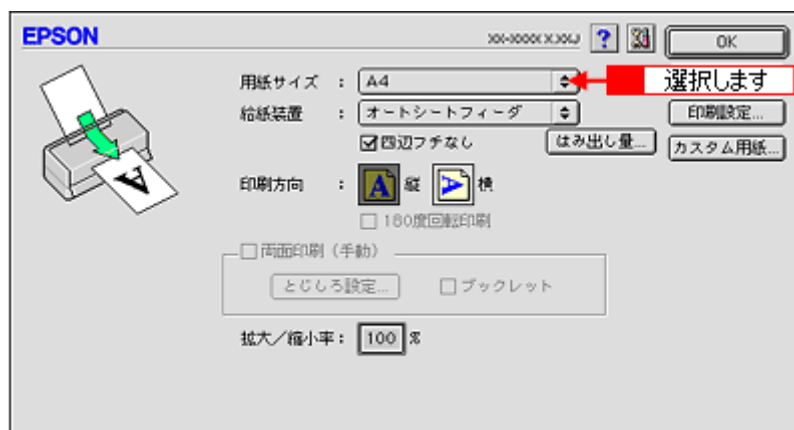 EPSON
OK
用紙サイズ : A4
選択します
給紙装置 : オートシートフィーダ
印刷設定...
四辺フチなし
はみ出し量...
カスタム用紙...
印刷方向 : A 縦 A 横
180度回転印刷
両面印刷（手動）
とじしろ設定...
ブックレット
拡大／縮小率： 100 %
A